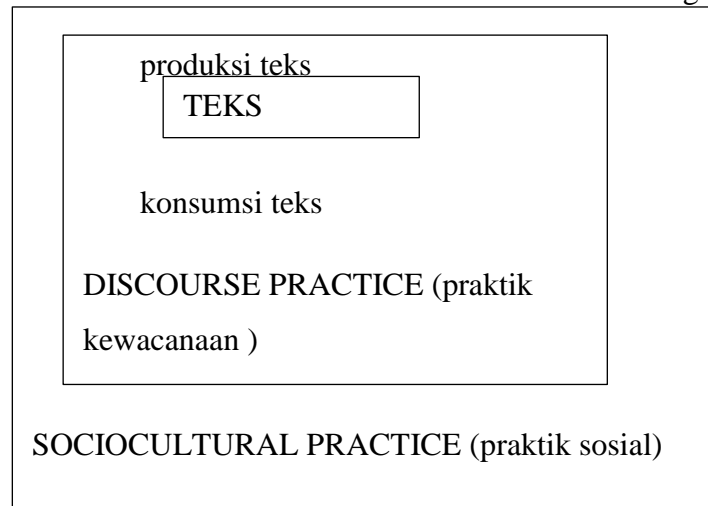 produksi teks
TEKS
konsumsi teks
DISCOURSE PRACTICE (praktik
kewacanaan )
SOCIOCULTURAL PRACTICE (praktik sosial)